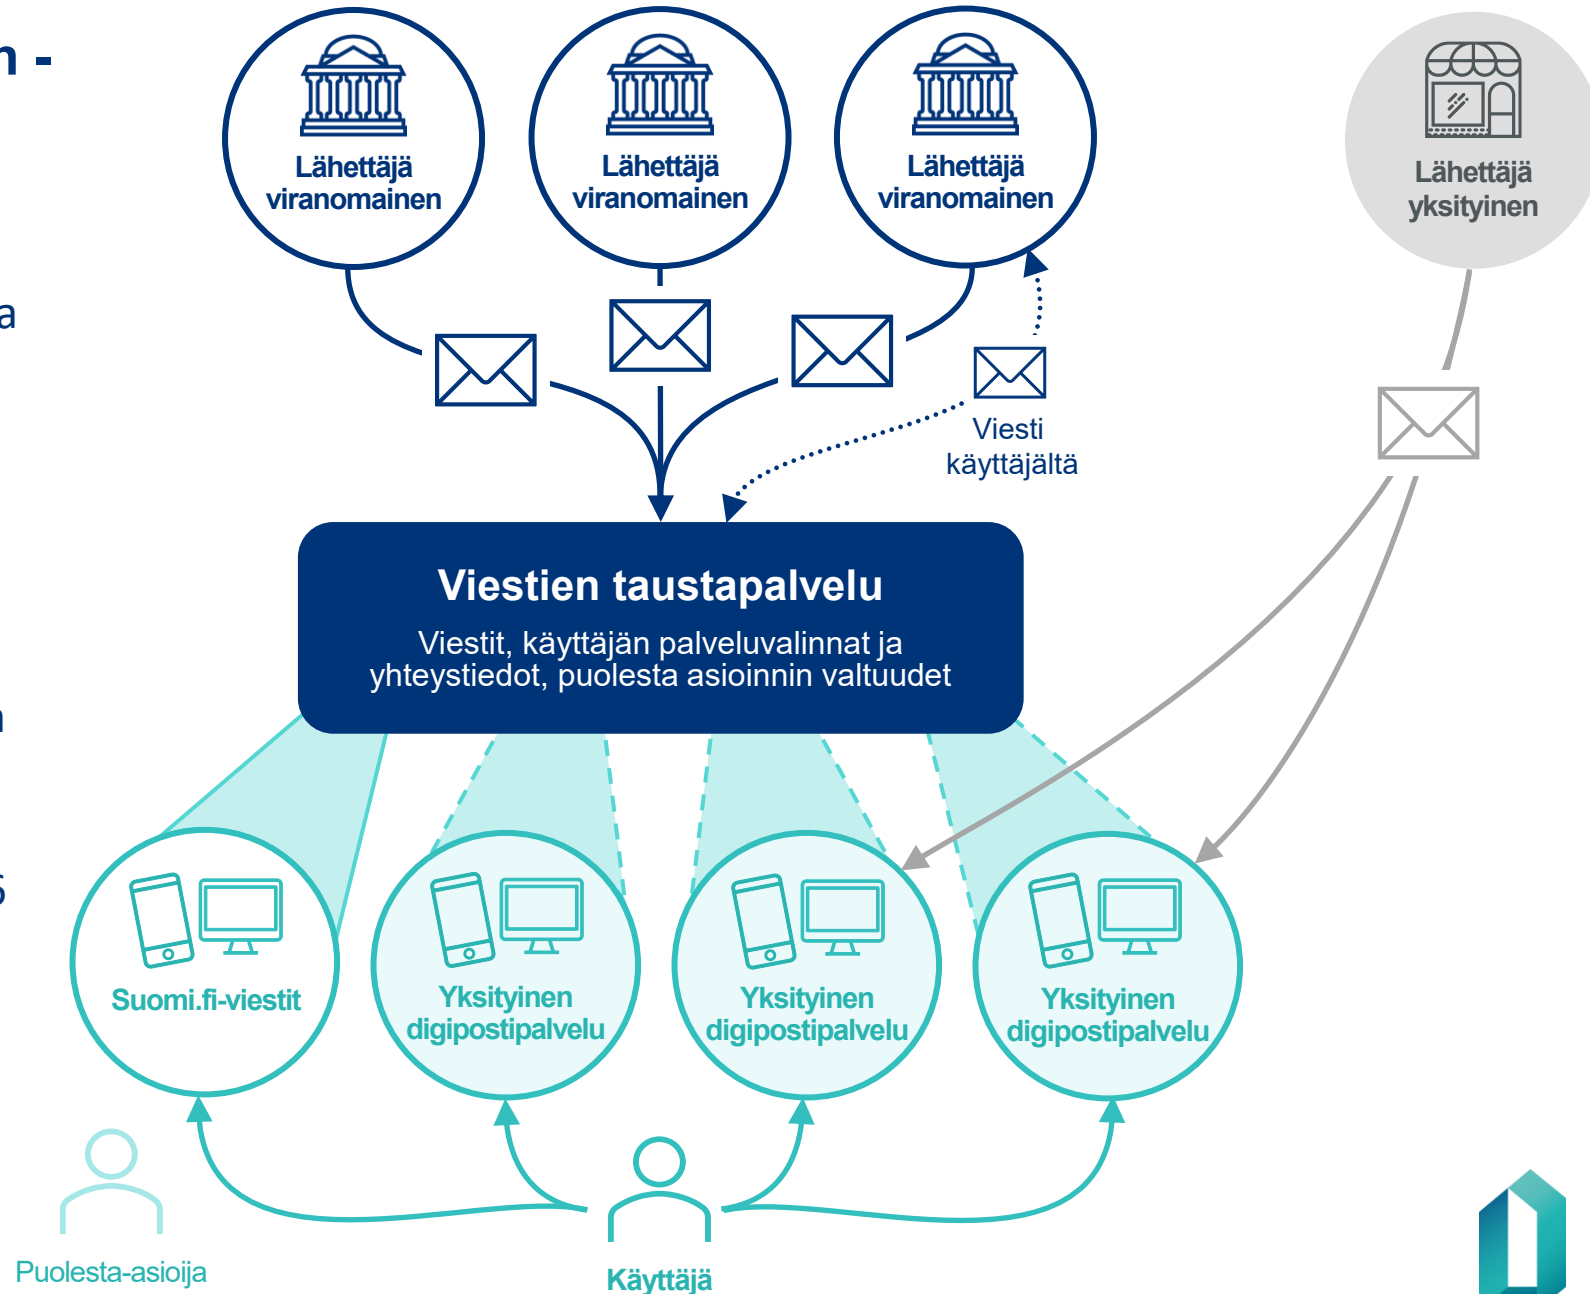 n -
a
n
6
Lähettäjä
viranomainen
Lähettäjä
viranomainen
Lähettäjä
viranomainen
Lähettäjä
yksityinen
Viesti
käyttäjältä
Viestien taustapalvelu
Viestit, käyttäjän palveluvalinnat ja
yhteystiedot, puolesta asioinnin valtuudet
Suomi.fi-viestit
Yksityinen
digipostipalvelu
Yksityinen
digipostipalvelu
Yksityinen
digipostipalvelu
Puolesta-asioija
Käyttäjä